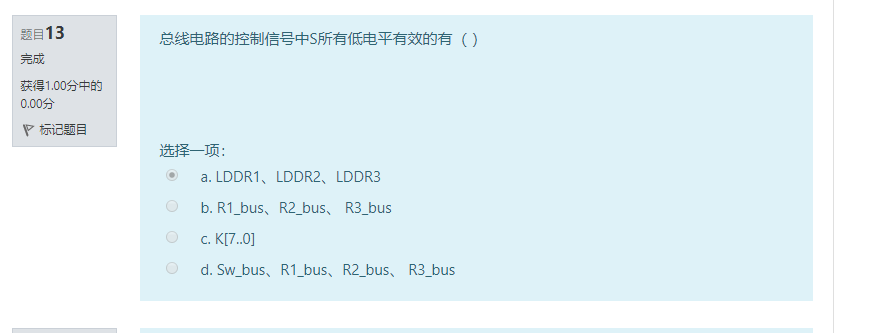 题目13
完成
获得1.00分中的
0.00分
标记题目
总线电路的控制信号中S所有低电平有效的有（ ）
选择一项：
a. LDDR1、LDDR2、LDDR3
b. R1_bus、R2_bus、 R3_bus
c. K[7..0]
d. Sw_bus、R1_bus、R2_bus、 R3_bus